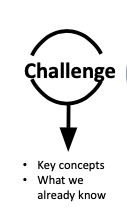 Challenge
• Key concepts
• What we
already know